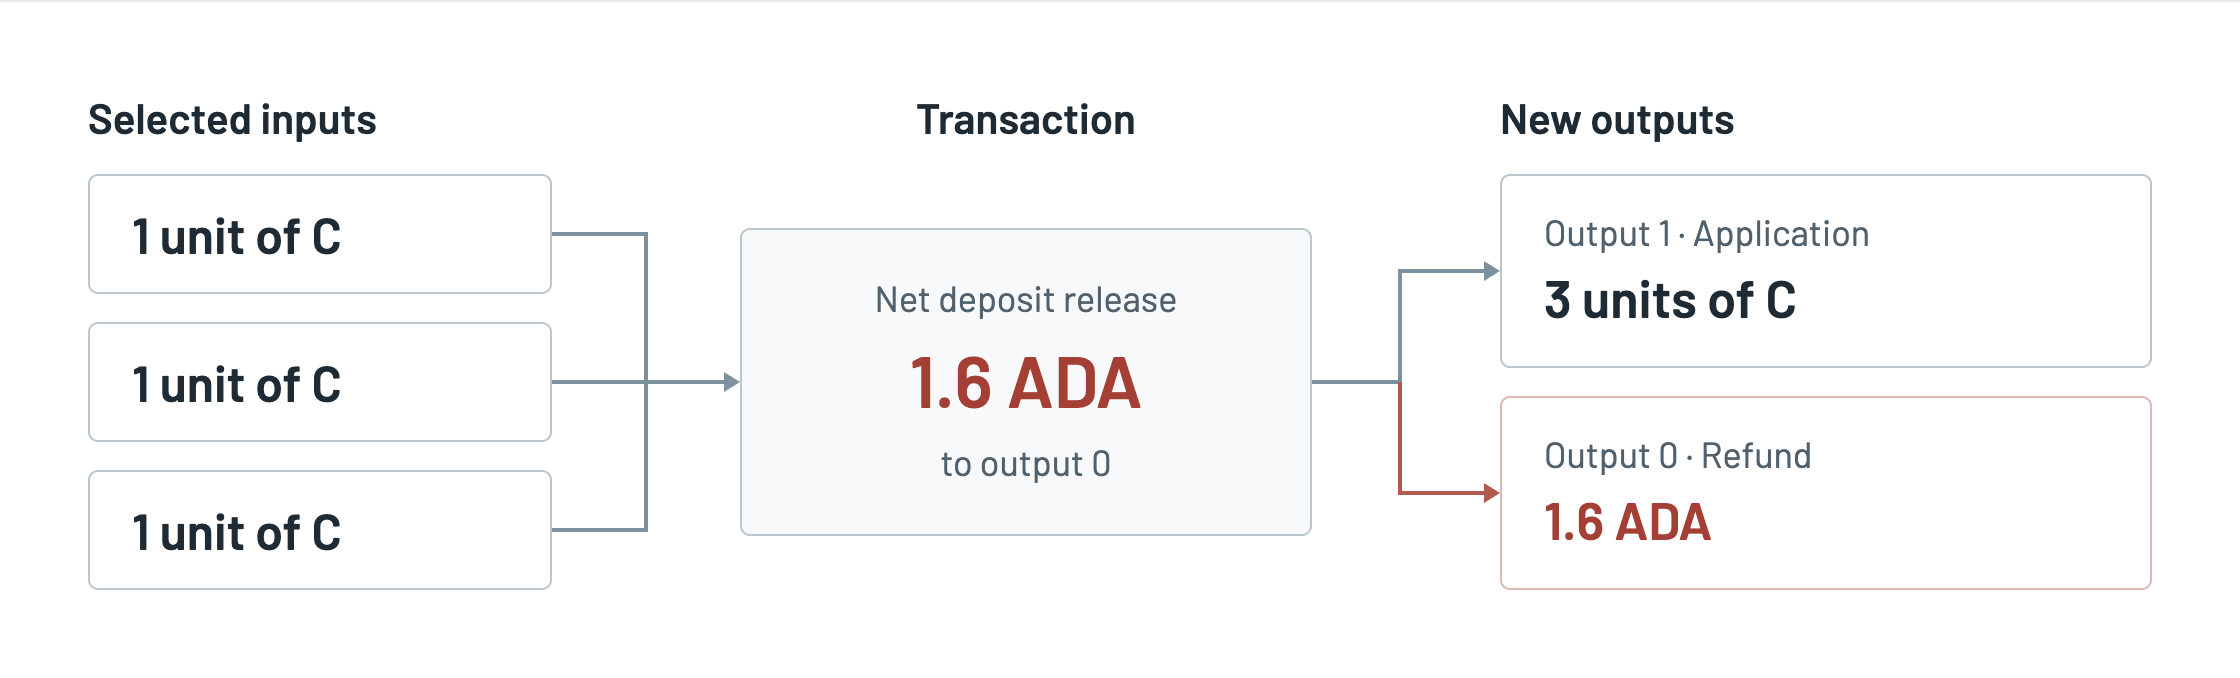 Selected inputs
1 unit of C
1 unit of C
1 unit of C
Transaction
Net deposit release
1.6 ADA
to output 0
New outputs
Output 1 · Application
3 units of C
Output 0 · Refund
1.6 ADA